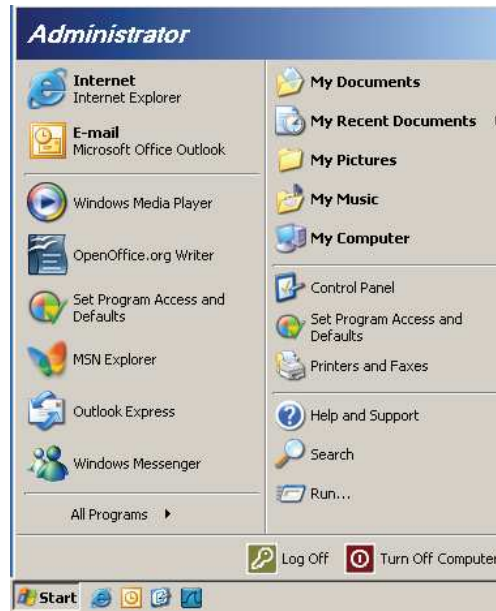 Administrator
Internet
Internet Explorer
E-mail
Microsoft Office Outlook
Windows Media Player
OpenOffice.org Writer
Set Program Access and
Defaults
MSN Explorer
Outlook Express
Windows Messenger
All Programs
My Documents
My Recent Documents
My Pictures
My Music
My Computer
Control Panel
Set Program Access and
Defaults
Printers and Faxes
Help and Support
Search
Run...
Log Off
Turn Off Computer
Start